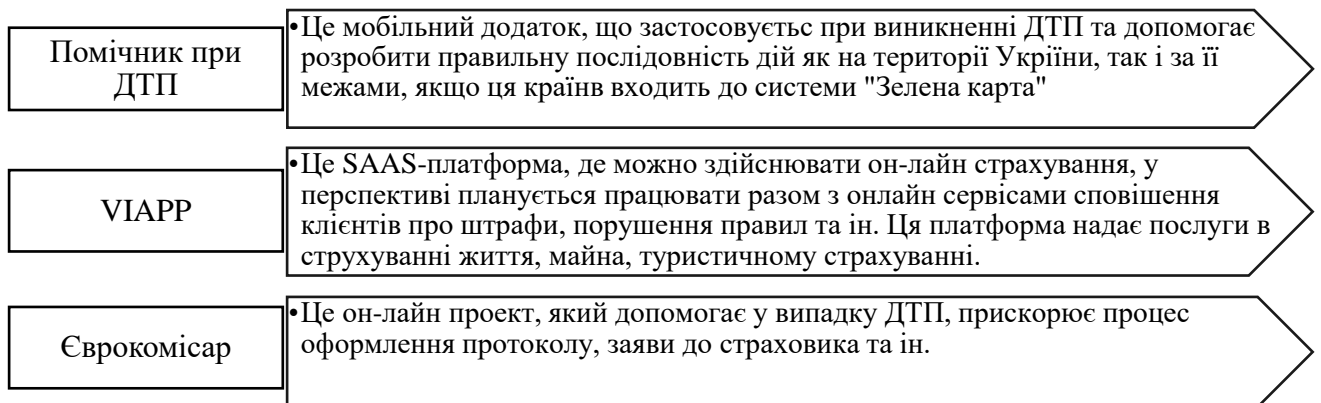 Помічник при
ДТП
•Це мобільний додаток, що застосовуєтьс при виникненні ДТП та допомогає
розробити правильну послідовність дій як на території Укріїни, так і за її
межами, якщо ця країнв входить до системи "Зелена карта"
VIAPP
•Це SAAS-платформа, де можно здійснювати он-лайн страхування, у
перспективі планується працювати разом з онлайн сервісами сповішення
клієнтів про штрафи, порушення правил та ін. Ця платформа надає послуги в
струхуванні життя, майна, туристичному страхуванні.
Єврокомісар
•Це он-лайн проект, який допомогає у випадку ДТП, прискорює процес
оформлення протоколу, заяви до страховика та ін.